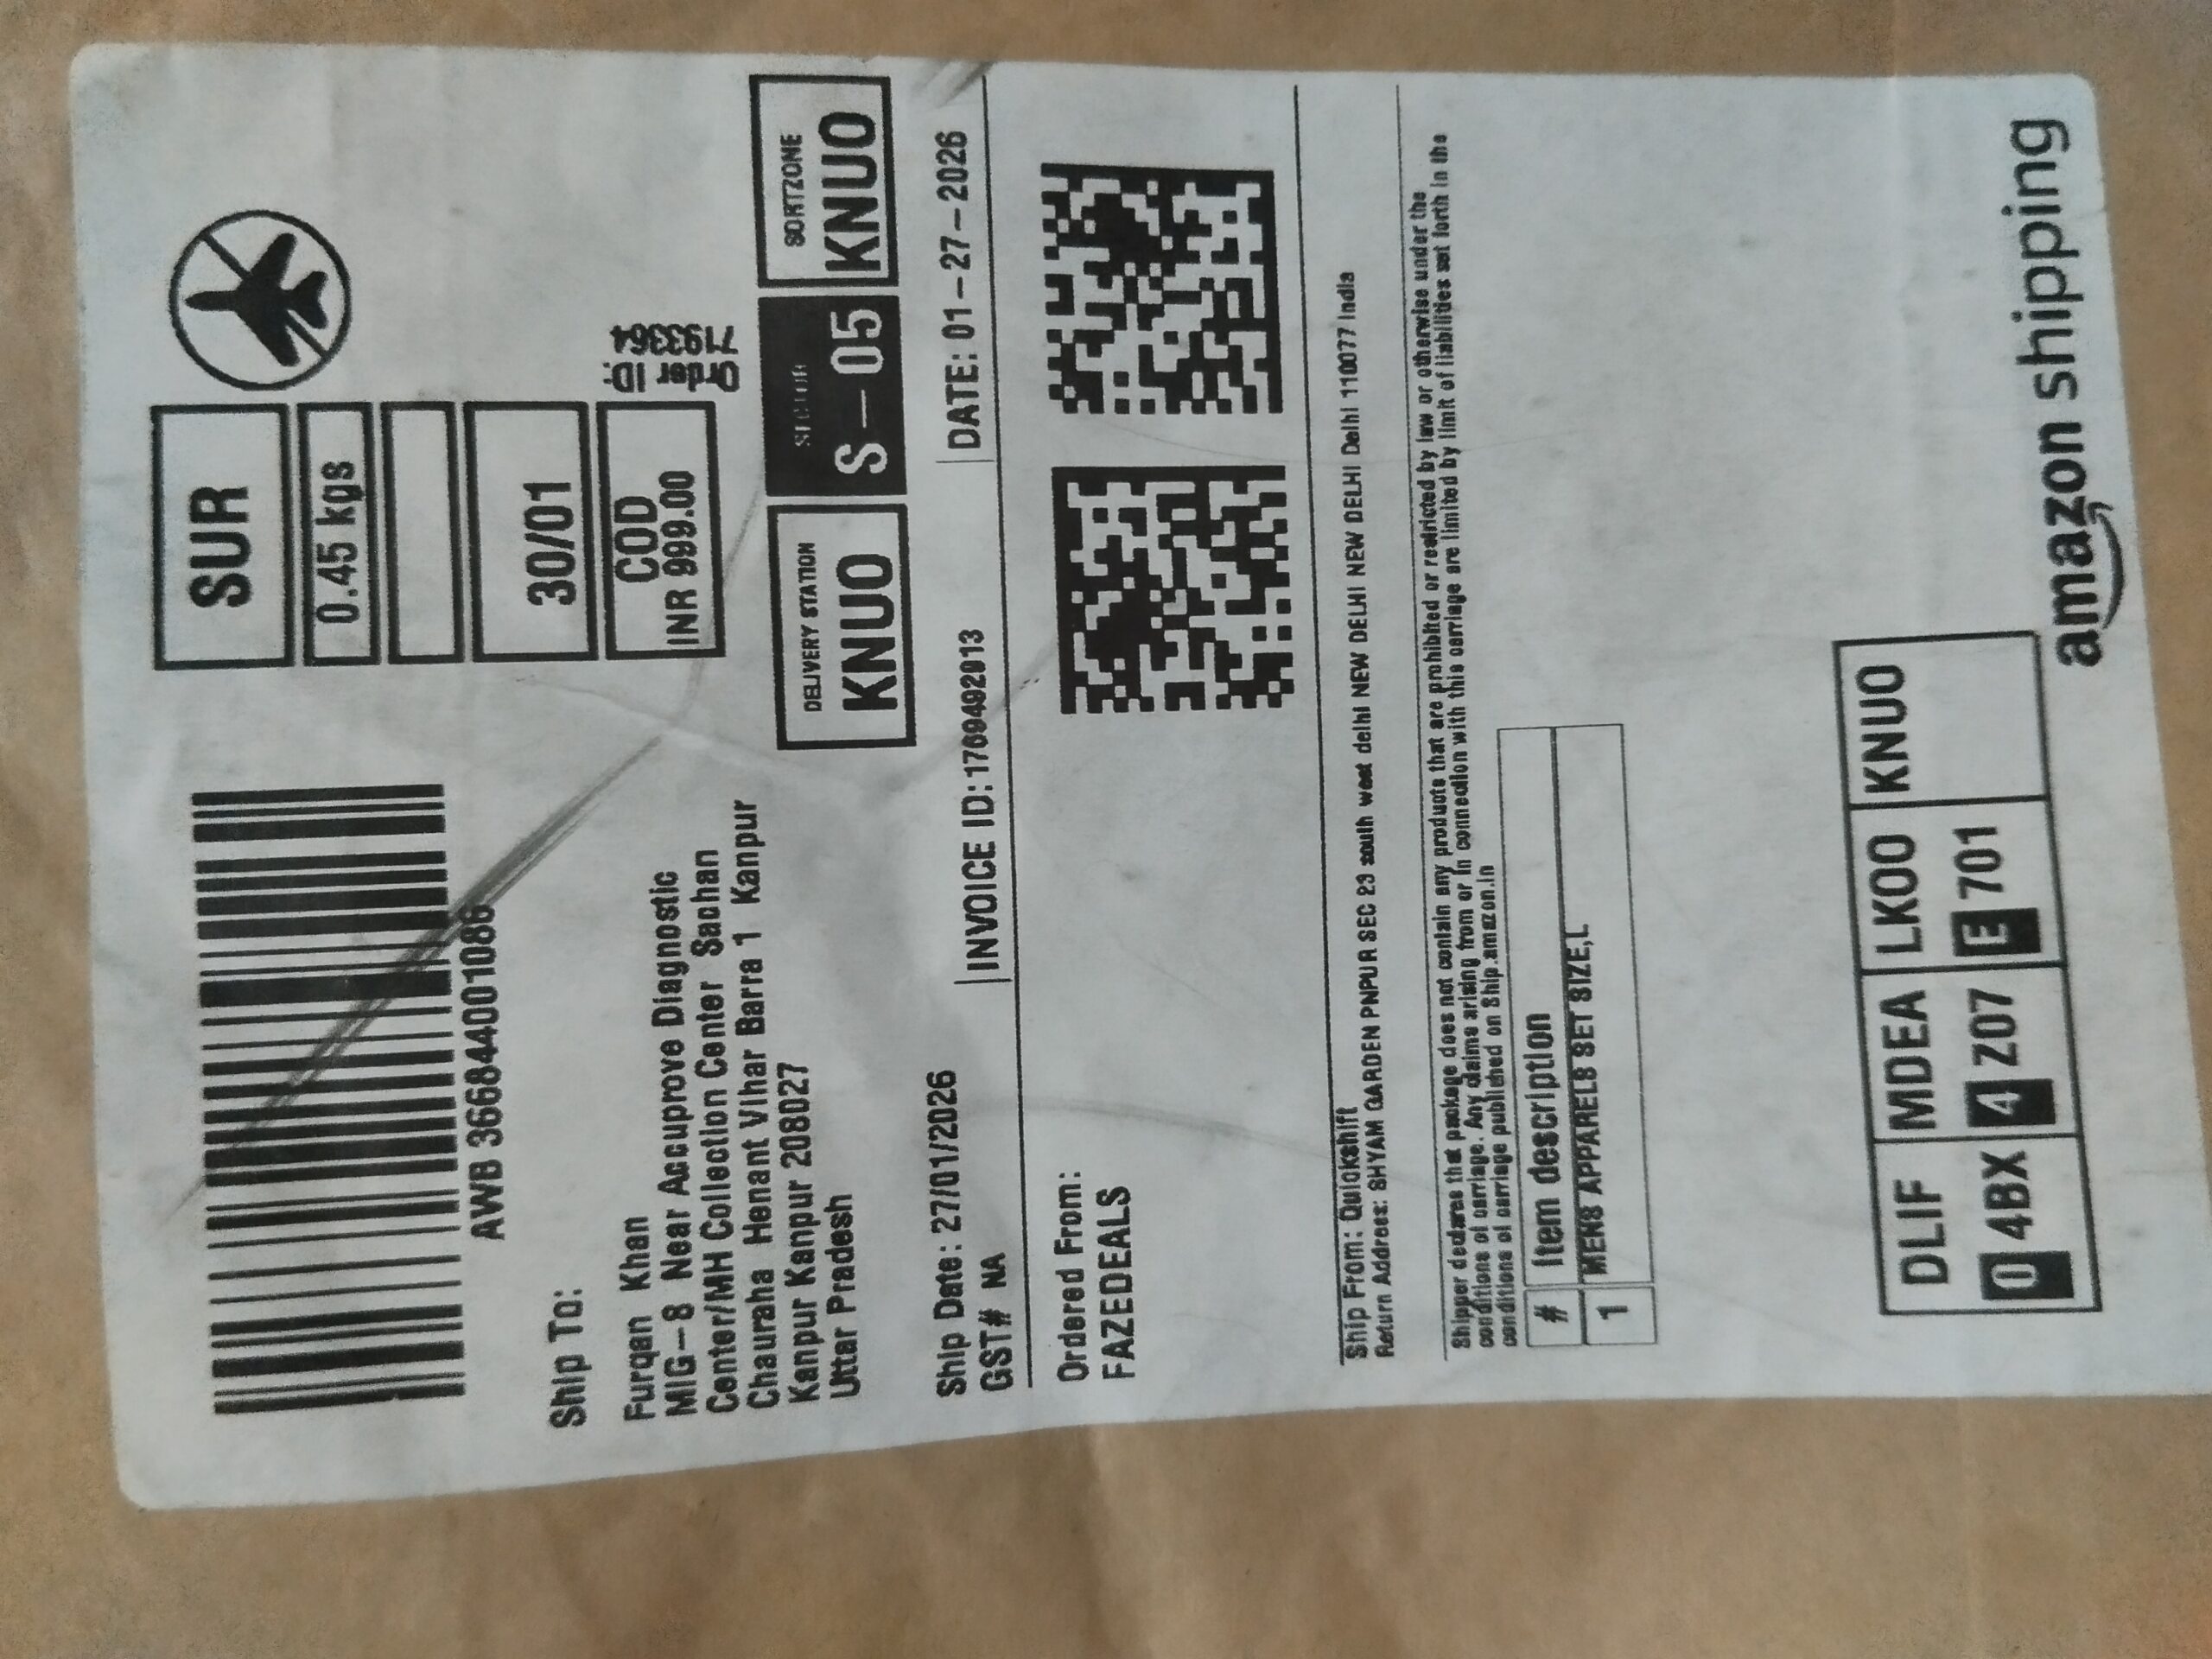 SUR
0.45 kgs
30/01
COD
INR 999.00
AWB 366844001086
Ship To:
Furqan Khan
MIG-8 Near Accuprove Diagnostic
Center/MH Collection Center Sachan
Chauraha Henant Vihar Barra 1 Kanpur
Kanpur Kanpur 208027
Uttar Pradesh
DELIVERY STATION
KNUO
SECTOR
S-05
SORTZONE
KNUO
Ship Date: 27/01/2026
GST# NA
INVOICE ID:
DATE: 01-27-2026
Ordered From:
FAZEDEALS
Ship From: Quickshift
Return Address: SHYAM GARDEN PNPUR SEC 23 south west delhi NEW DELHI NEW DELHI Delhi 110077 India
Shipper declares that package does not contain any products that are prohibited or restricted by law or otherwise under the
conditions of carriage. Any claims arising from or in connection with this carriage are limited by limit of liabilities set forth in the
conditions of carriage published on Ship.amazon.in
# Item description
1 MENS APPARELS SET SIZE,L
DLIF MDEA LKOO KNUO
0 4BX 4 Z07 E 701
amazon shipping